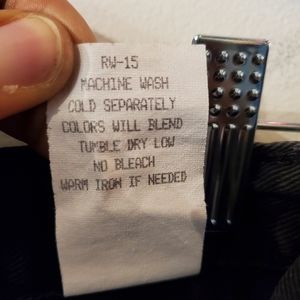 RW-15
MACHINE WASH
COLD SEPARATELY
COLORS WILL BLEND
TUMBLE DRY LOW
NO BLEACH
WARM IRON IF NEEDED